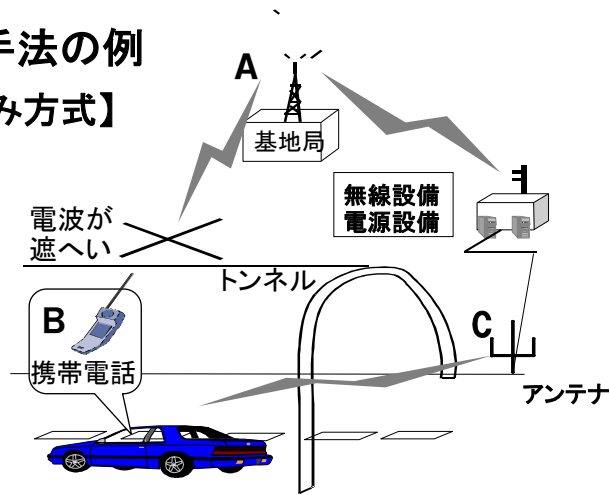 手法の例
み方式】
A
基地局
無線設備
電源設備
電波が
遮へい
トンネル
B
携帯電話
C
アンテナ